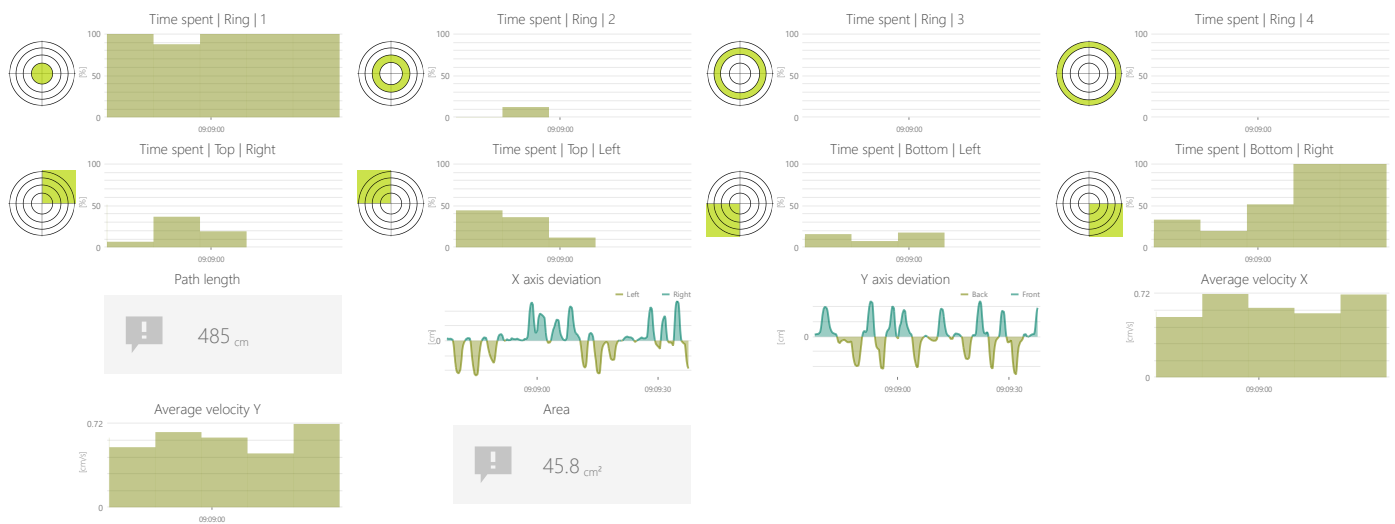 Time spent | Ring | 1
Time spent | Ring | 2
Time spent | Ring | 3
Time spent | Ring | 4
100
50
0
[%]
09:09:00
100
50
0
[%]
09:09:00
100
50
0
[%]
09:09:00
100
50
0
[%]
09:09:00
Time spent | Top | Right
Time spent | Top | Left
Time spent | Bottom | Left
Time spent | Bottom | Right
100
50
0
[%]
09:09:00
100
50
0
[%]
09:09:00
100
50
0
[%]
09:09:00
100
50
0
[%]
09:09:00
Path length
485 cm
X axis deviation
Left Right
[cm]
0
09:09:00 09:09:30
Y axis deviation
Back Front
[cm]
0
09:09:00 09:09:30
Average velocity X
0.72
[cm/s]
0
09:09:00
Average velocity Y
0.72
[cm/s]
0
09:09:00
Area
45.8 cm²